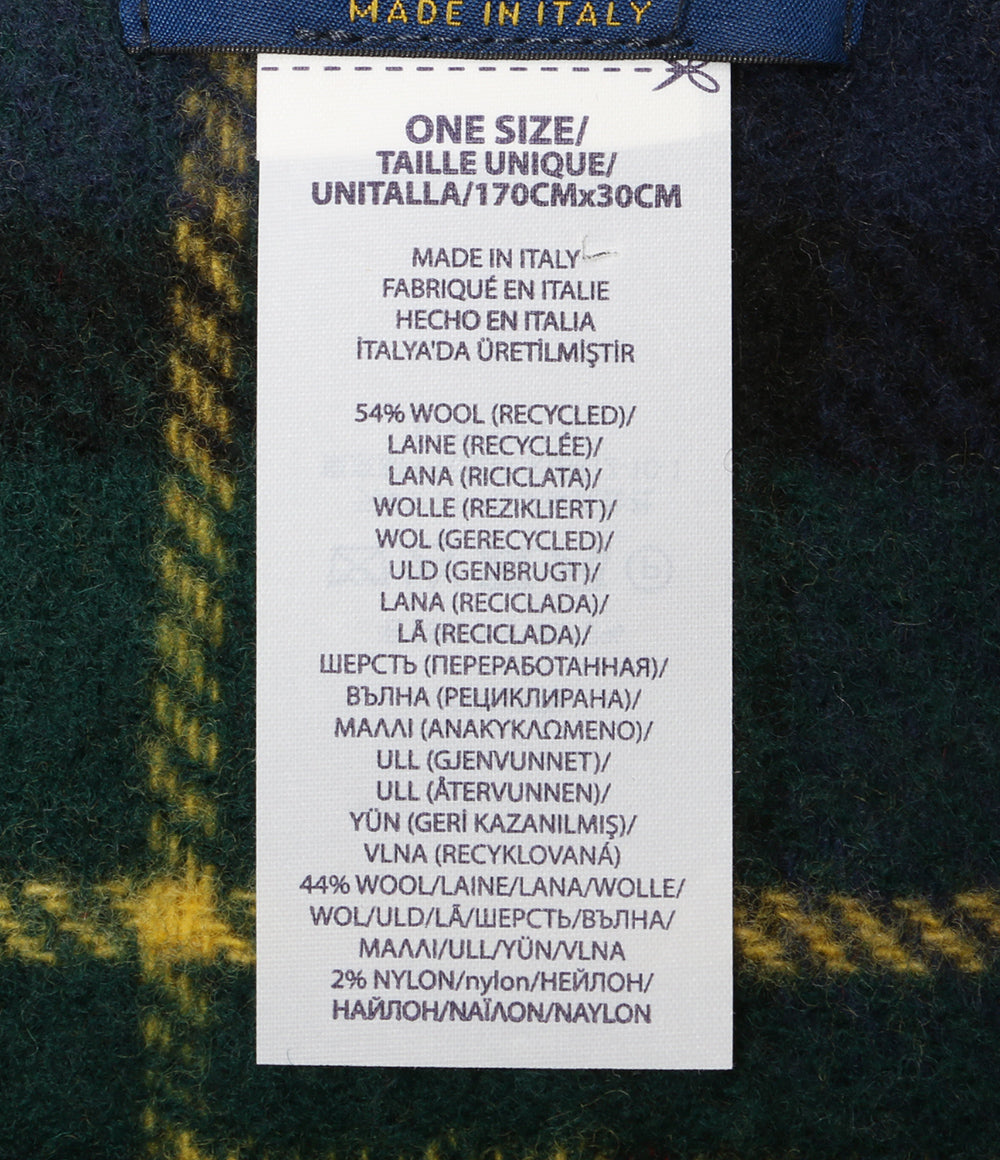 MADE IN ITALY
ONE SIZE/
TAILLE UNIQUE/
UNITALLA/170CMx30CM
MADE IN ITALY
FABRIQUÉ EN ITALIE
HECHO EN ITALIA
İTALYA'DA ÜRETİLMİŞTİR
54% WOOL (RECYCLED)/
LAINE (RECYCLÉE)/
LANA (RICICLATA)/
WOLLE (REZIKLIERT)/
WOL (GERECYCLED)/
ULD (GENBRUGT)/
LANA (RECICLADA)/
LÃ (RECICLADA)/
ШЕРСТЬ (ПЕРЕРАБОТАННАЯ)/
ВЪЛНА (РЕЦИКЛИРАНА)/
ΜΑΛΛΙ (ΑΝΑΚΥΚΛΩΜΕΝΟ)/
ULL (GJENVUNNET)/
ULL (ÅTERVUNNEN)/
YÜN (GERİ KAZANILMIŞ)/
VLNA (RECYKLOVANÁ)
44% WOOL/LAINE/LANA/WOLLE/
WOL/ULD/LÃ/ШЕРСТЬ/ВЪЛНА/
ΜΑΛΛΙ/ULL/YÜN/VLNA
2% NYLON/nylon/НЕЙЛОН/
НАЙЛОН/ΝΑΪΛΟΝ/NAYLON